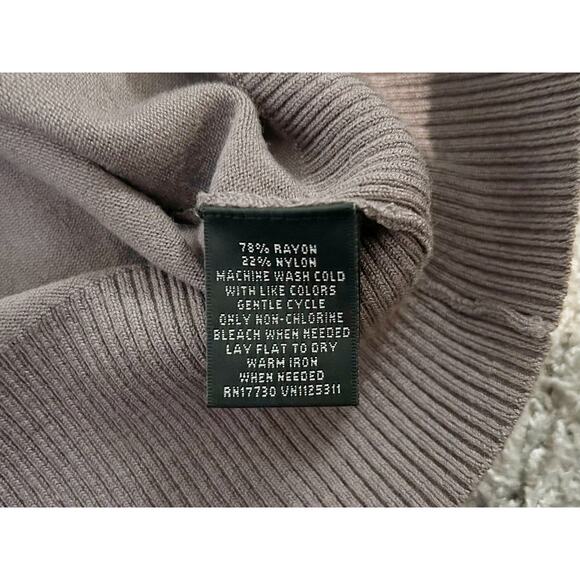 78% RAYON
22% NYLON
MACHINE WASH COLD
WITH LIKE COLORS
GENTLE CYCLE
ONLY NON-CHLORINE
BLEACH WHEN NEEDED
LAY FLAT TO DRY
WARM IRON
WHEN NEEDED
RN17730 VN1125311